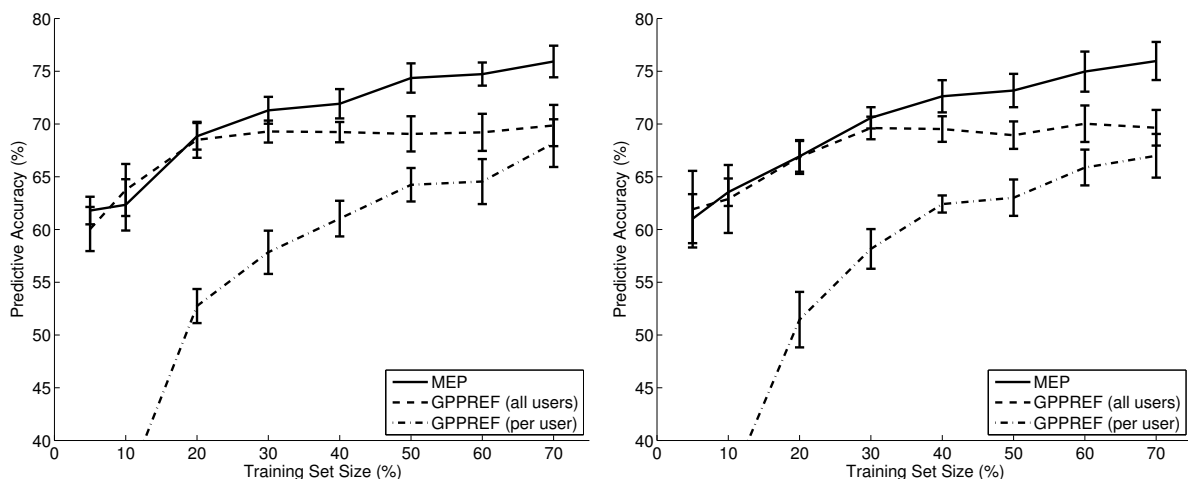 80
75
70
65
60
55
50
45
40
Predictive Accuracy (%)
0 10 20 30 40 50 60 70
Training Set Size (%)
MEP
GPPREF (all users)
GPPREF (per user)
80
75
70
65
60
55
50
45
40
Predictive Accuracy (%)
0 10 20 30 40 50 60 70
Training Set Size (%)
MEP
GPPREF (all users)
GPPREF (per user)